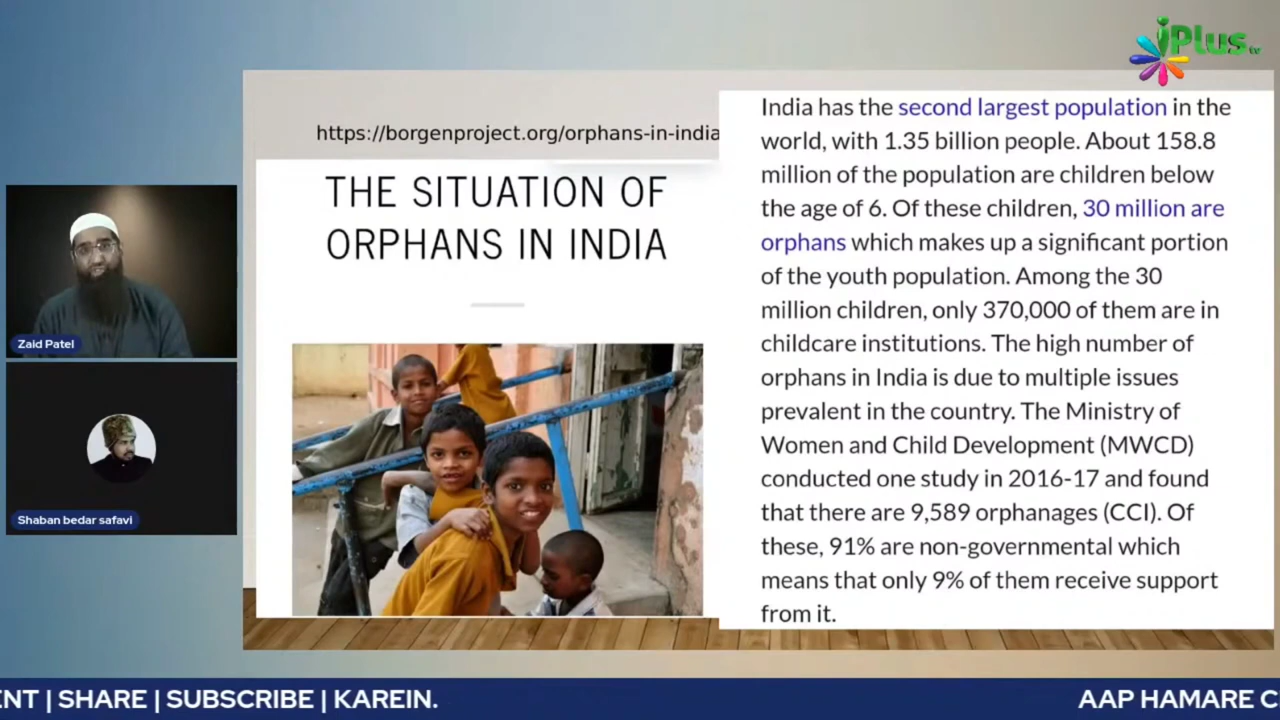 iPlus tv
https://borgenproject.org/orphans-in-india
THE SITUATION OF
ORPHANS IN INDIA
India has the second largest population in the
world, with 1.35 billion people. About 158.8
million of the population are children below
the age of 6. Of these children, 30 million are
orphans which makes up a significant portion
of the youth population. Among the 30
million children, only 370,000 of them are in
childcare institutions. The high number of
orphans in India is due to multiple issues
prevalent in the country. The Ministry of
Women and Child Development (MWCD)
conducted one study in 2016-17 and found
that there are 9,589 orphanages (CCI). Of
these, 91% are non-governmental which
means that only 9% of them receive support
from it.
Zaid Patel
Shaban bedar safavi
ENT | SHARE | SUBSCRIBE | KAREIN.
AAP HAMARE C